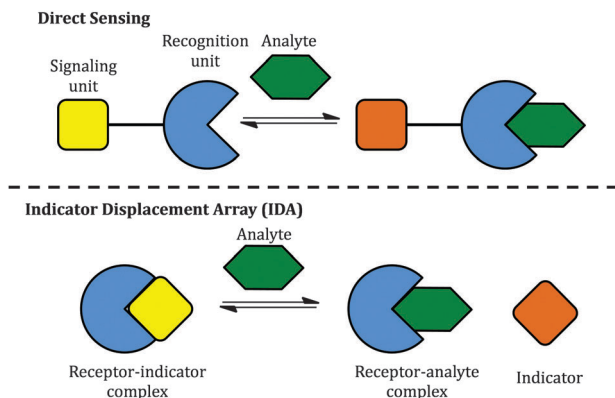 Direct Sensing
Signaling
unit
Recognition
unit
Analyte
Indicator Displacement Array (IDA)
Analyte
Receptor-indicator
complex
Receptor-analyte
complex
Indicator